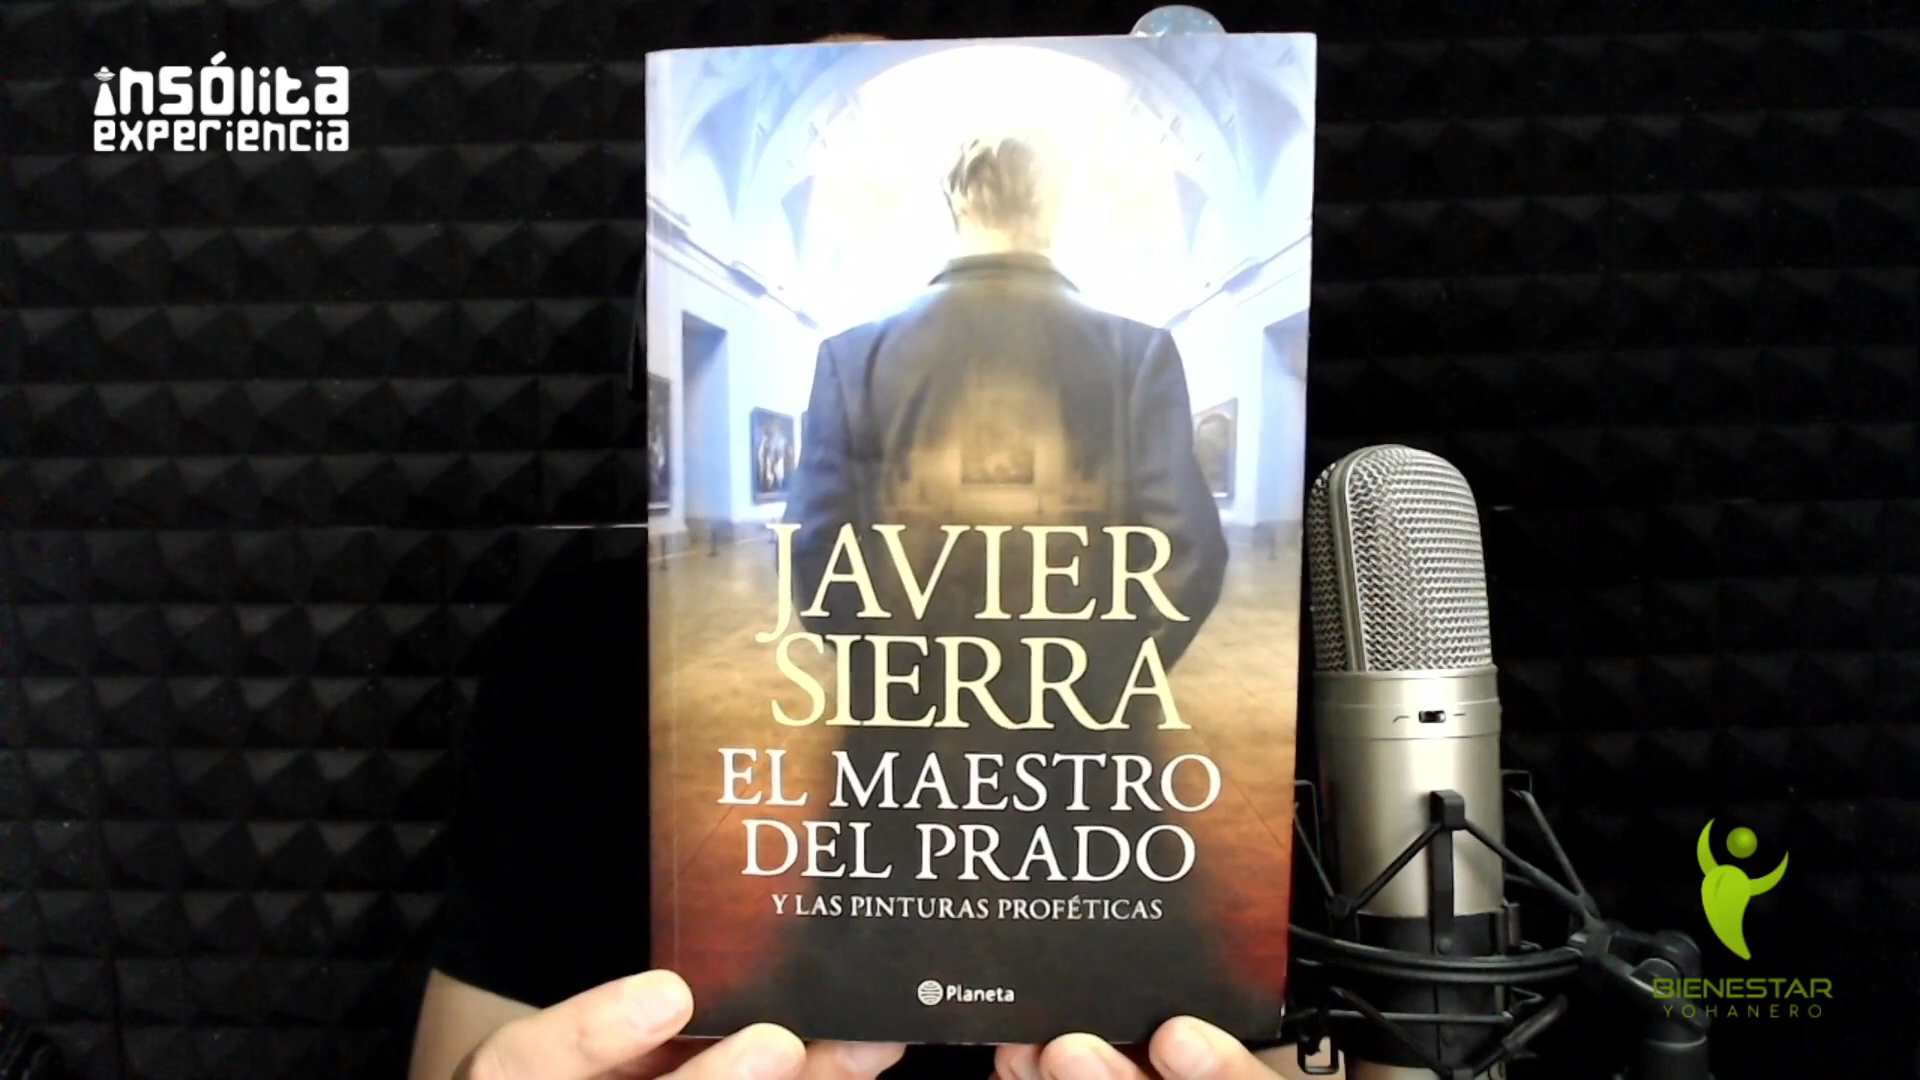 insólita
experiencia
JAVIER
SIERRA
EL MAESTRO
DEL PRADO
Y LAS PINTURAS PROFÉTICAS
Planeta
BIENESTAR
YOHANERO